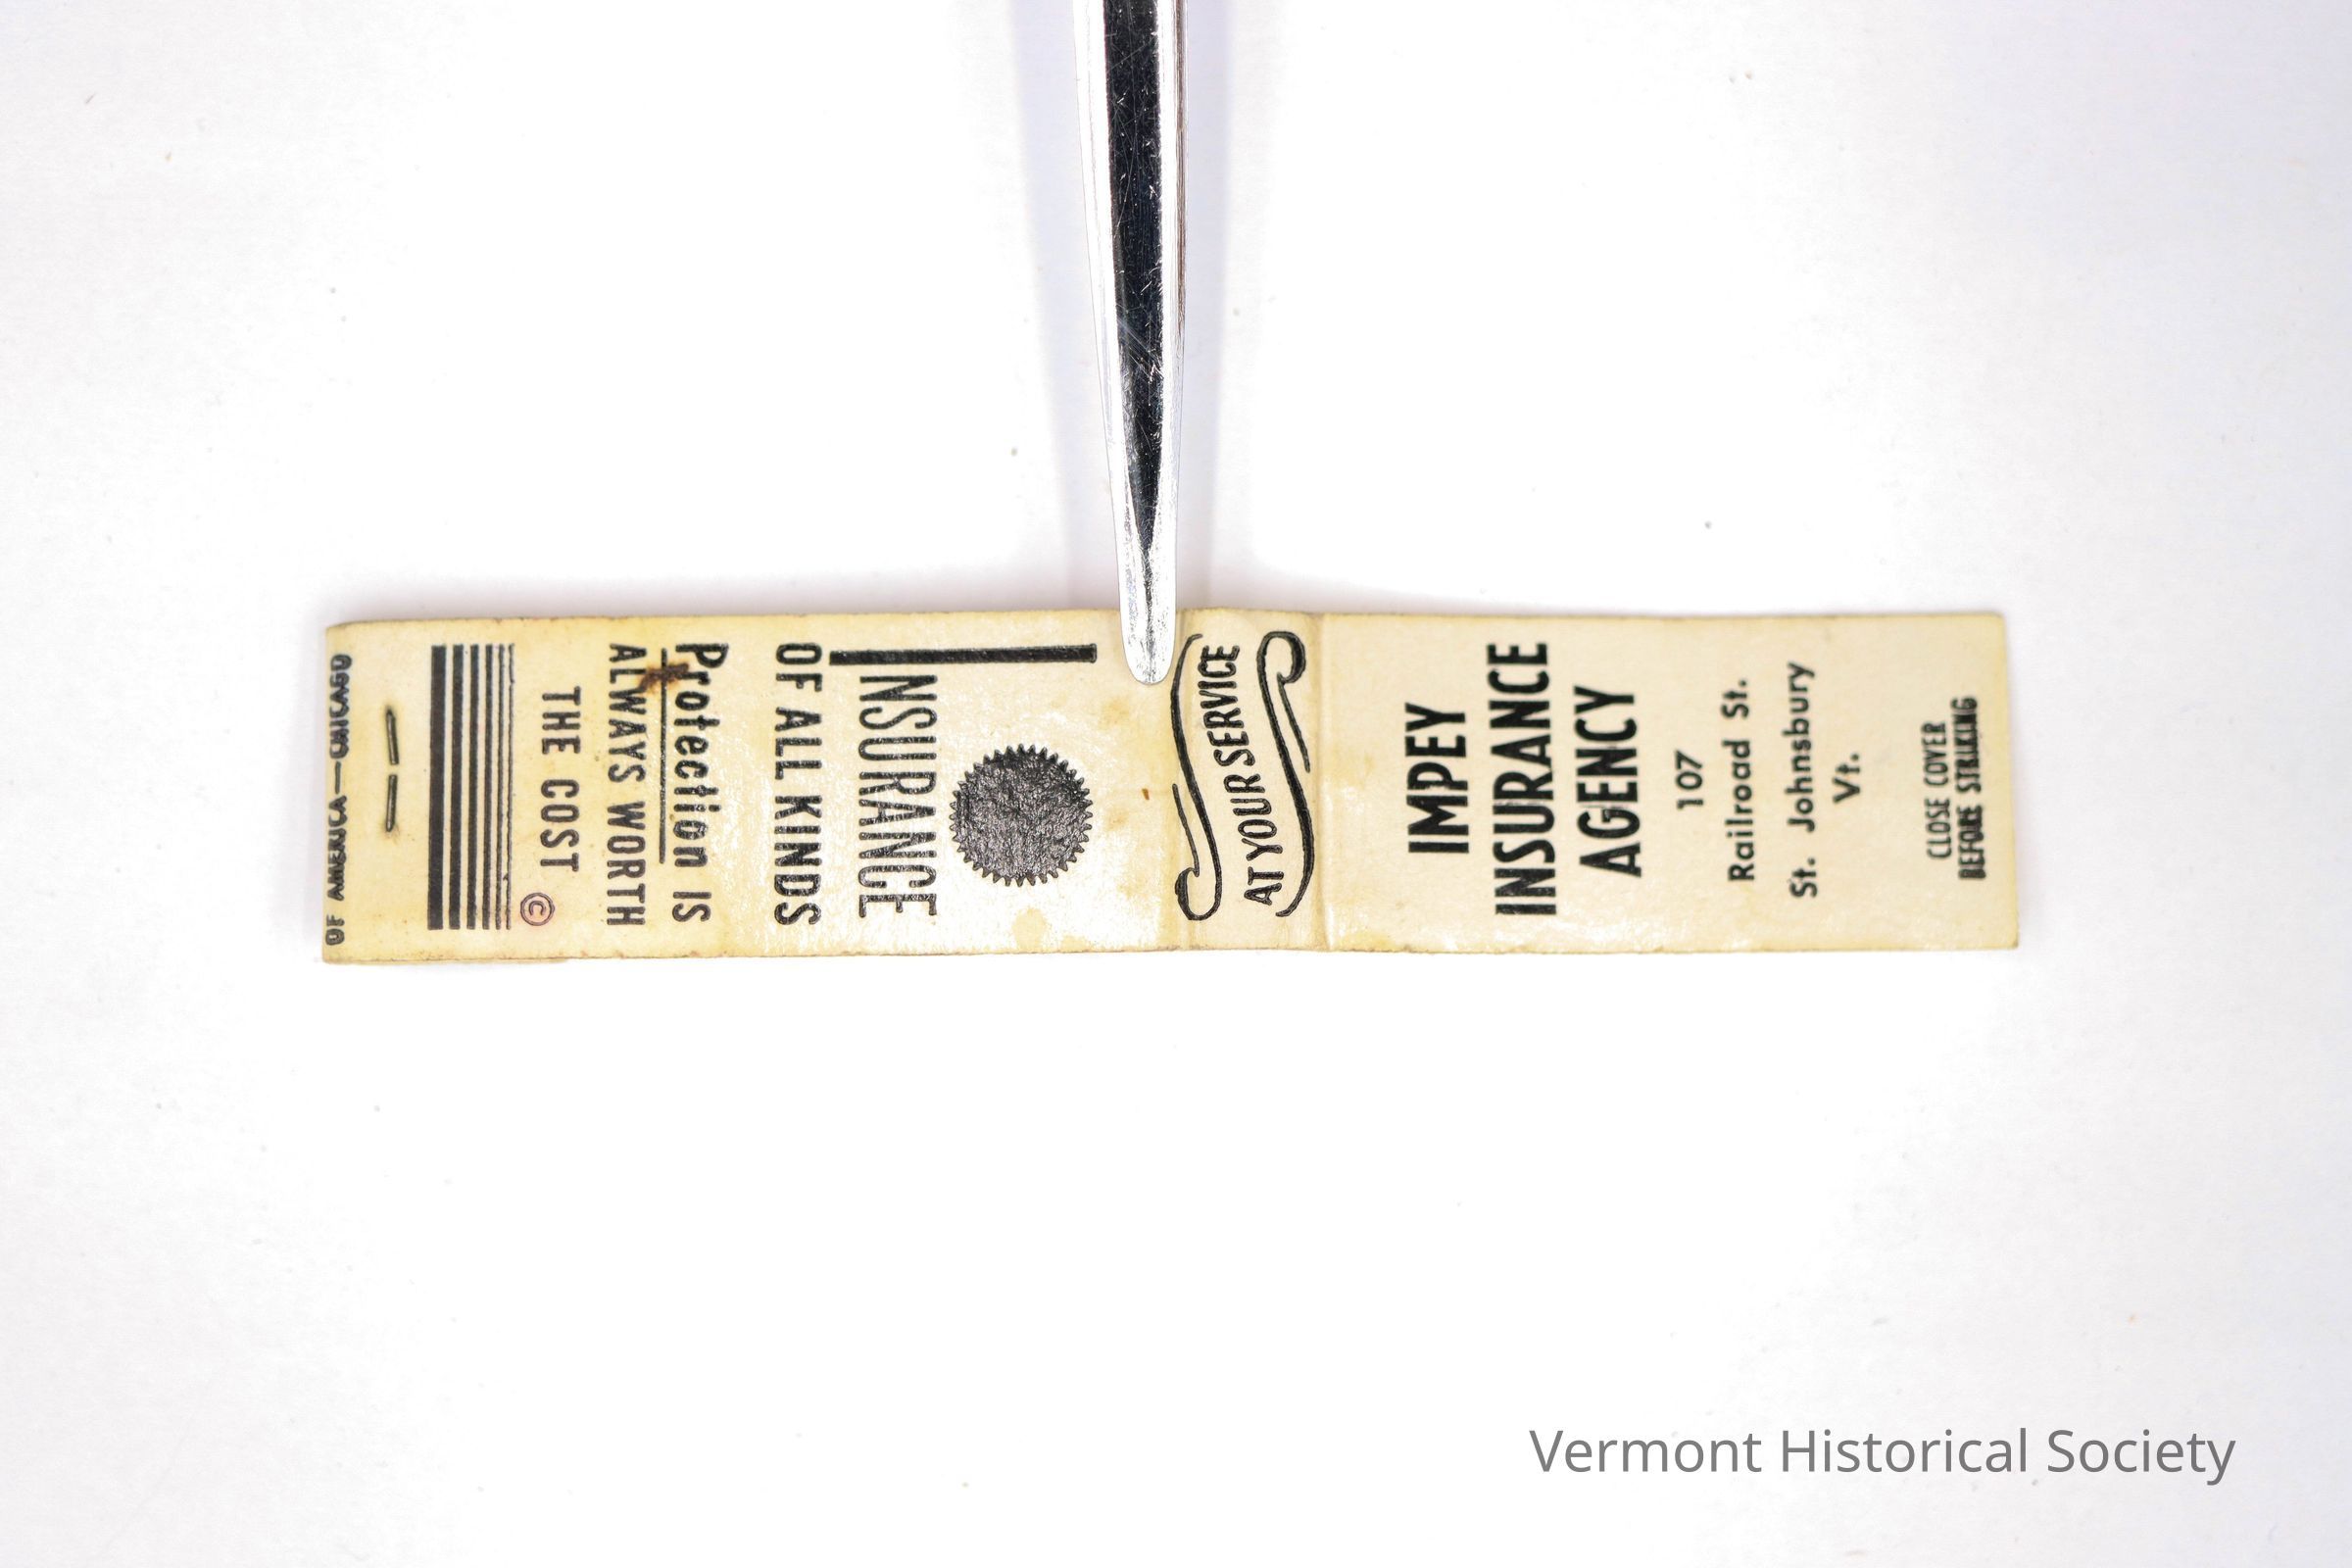 IMPEY
INSURANCE
AGENCY
107
Railroad St.
St. Johnsbury
Vt.
CLOSE COVER
BEFORE STRIKING
AT YOUR SERVICE
INSURANCE
OF ALL KINDS
Protection IS
ALWAYS WORTH
THE COST
©
OF AMERICA—CHICAGO
Vermont Historical Society